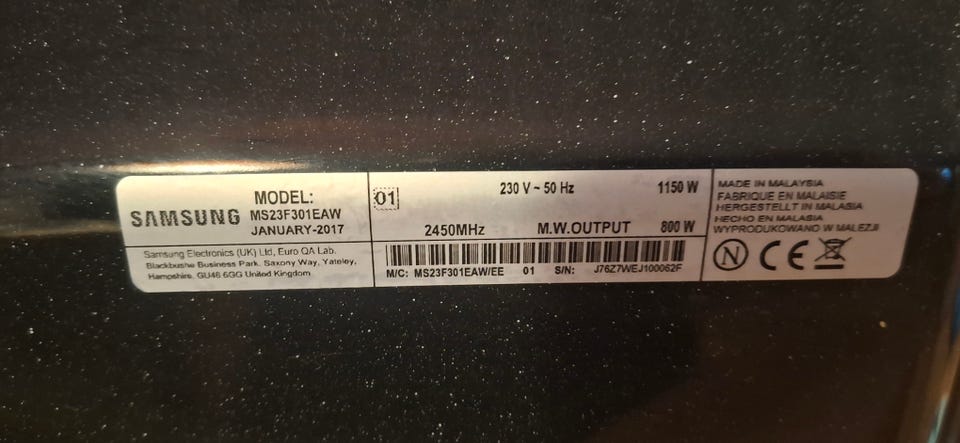 SAMSUNG
MODEL:
MS23F301EAW
JANUARY-2017
Samsung Electronics (UK) Ltd, Euro QA Lab.
Blackbushe Business Park, Saxony Way, Yateley,
Hampshire, GU46 6GG United Kingdom
01
230 V ~ 50 Hz 1150 W
2450MHz M.W.OUTPUT 800 W
M/C: MS23F301EAW/EE 01 S/N: J76Z7WEJ100062F
MADE IN MALAYSIA
FABRIQUE EN MALAISIE
HERGESTELLT IN MALASIA
HECHO EN MALASIA
WYPRODUKOWANO W MALEZJI
N CE